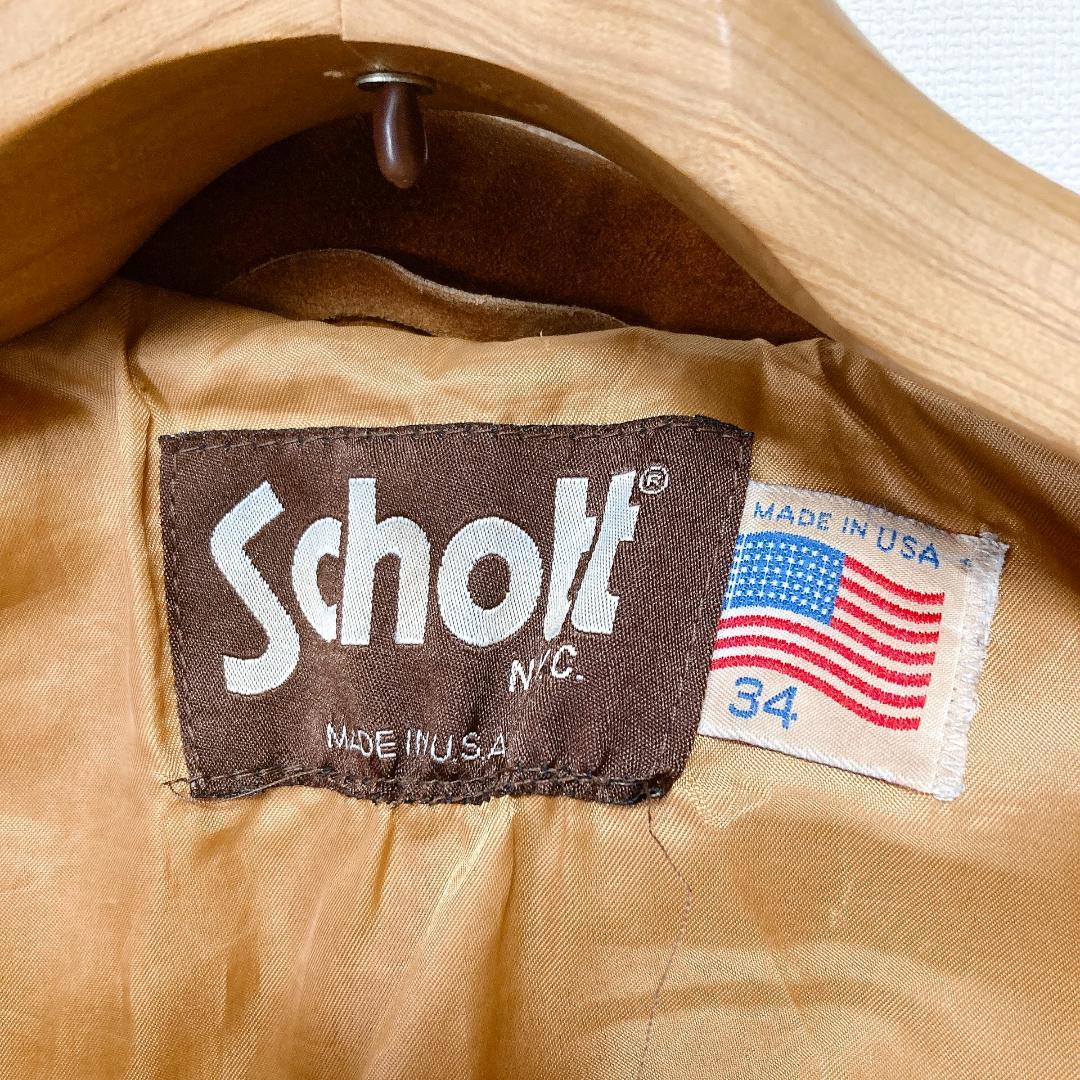 Schott®
N.Y.C.
MADE IN U.S.A
MADE IN USA
34